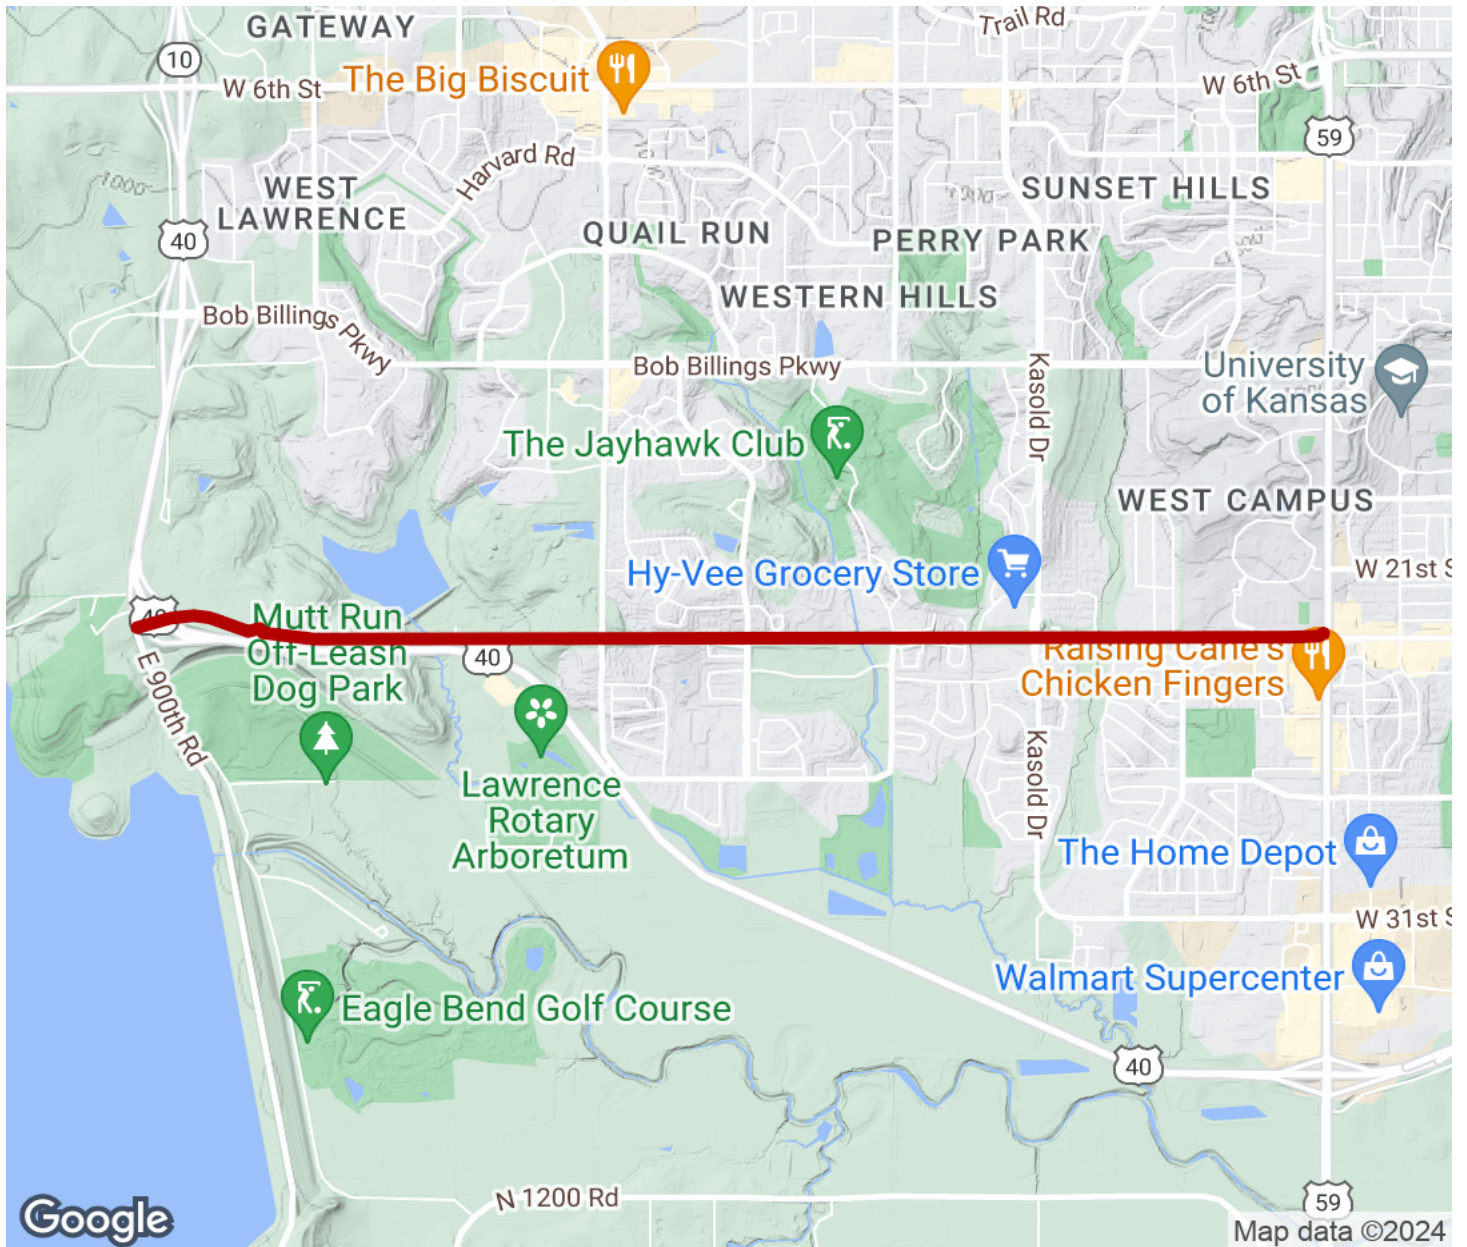 GATEWAY
Trail Rd
10
W 6th St
The Big Biscuit
W 6th St
59
Harvard Rd
1000
WEST
LAWRENCE
SUNSET HILLS
40
QUAIL RUN
PERRY PARK
WESTERN HILLS
Bob Billings Pkwy
Bob Billings Pkwy
Kasold Dr
University
of Kansas
The Jayhawk Club
WEST CAMPUS
Hy-Vee Grocery Store
W 21st S
40
Mutt Run
Off-Leash
Dog Park
40
Raising Cane's
Chicken Fingers
E 900th Rd
Lawrence
Rotary
Arboretum
Kasold Dr
The Home Depot
W 31st S
Walmart Supercenter
Eagle Bend Golf Course
40
N 1200 Rd
59
Google
Map data ©2024